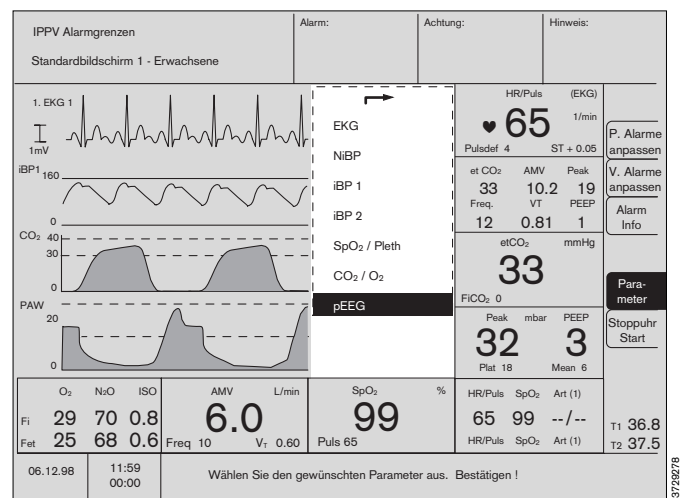 IPPV Alarmgrenzen
Standardbildschirm 1 - Erwachsene
Alarm:
Achtung:
Hinweis:
1. EKG 1
1mV
iBP1 160
0
CO₂ 40
30
0
PAW
20
0
EKG
NiBP
iBP 1
iBP 2
SpO₂ / Pleth
CO₂ / O₂
pEEG
HR/Puls (EKG)
65 1/min
Pulsdef 4 ST + 0.05
et CO₂ AMV Peak
33 10.2 19
Freq. VT PEEP
12 0.81 1
etCO₂ mmHg
33
FiCO₂ 0
Peak mbar PEEP
32 3
Plat 18 Mean 6
P. Alarme
anpassen
V. Alarme
anpassen
Alarm
Info
Para-
meter
Stoppuhr
Start
O₂ N₂O ISO
Fi 29 70 0.8
Fet 25 68 0.6
AMV L/min
6.0
Freq 10 VT 0.60
SpO₂ %
99
Puls 65
HR/Puls SpO₂ Art (1)
65 99 --/--
HR/Puls SpO₂ Art (1)
T1 36.8
T2 37.5
06.12.98
11:59
00:00
Wählen Sie den gewünschten Parameter aus. Bestätigen !
3729278